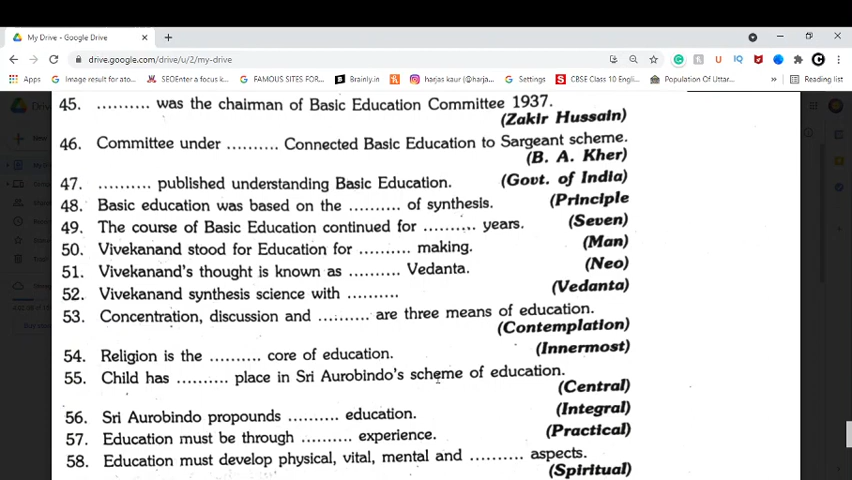 My Drive - Google Drive
drive.google.com/drive/u/2/my-drive
Apps Image result for ato... SEOEnter a focus k... FAMOUS SITES FOR... Brainly.in harjas kaur (@harja... Settings CBSE Class 10 Engli... Population Of Uttar... » Reading list
45. .......... was the chairman of Basic Education Committee 1937.
(Zakir Hussain)
46. Committee under .......... Connected Basic Education to Sargeant scheme.
(B. A. Kher)
47. .......... published understanding Basic Education. (Govt. of India)
48. Basic education was based on the .......... of synthesis. (Principle
49. The course of Basic Education continued for .......... years. (Seven)
50. Vivekanand stood for Education for .......... making. (Man)
51. Vivekanand's thought is known as .......... Vedanta. (Neo)
52. Vivekanand synthesis science with .......... (Vedanta)
53. Concentration, discussion and .......... are three means of education.
(Contemplation)
54. Religion is the .......... core of education. (Innermost)
55. Child has .......... place in Sri Aurobindo's scheme of education.
(Central)
56. Sri Aurobindo propounds .......... education. (Integral)
57. Education must be through .......... experience. (Practical)
58. Education must develop physical, vital, mental and .......... aspects.
(Spiritual)